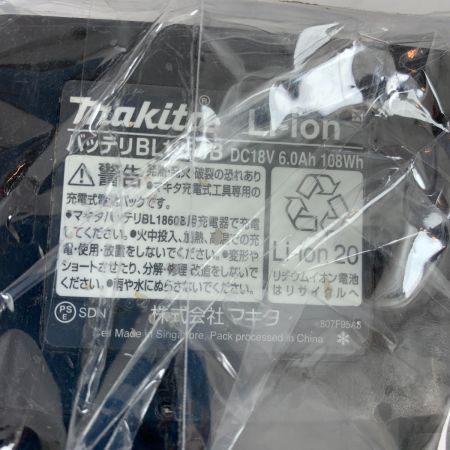 makita® Li-ion
バッテリBL1860B DC18V 6.0Ah 108Wh
警告 発熱 発火 破裂の恐れあり
•マキタ充電式工具専用の
充電式電池パックです。
•マキタバッテリBL1860B用充電器で充電
してください。•火中投入、加熱、高温での充
電・使用・放置をしないでください。•変形や
ショートさせたり、分解・修理 改造をしないで
ください。•雨や水にぬらさないでください。
Li-ion 20
リチウムイオン電池
はリサイクルへ
PSE SDN 株式会社 マキタ
Cell Made in Singapore, Pack processed in China